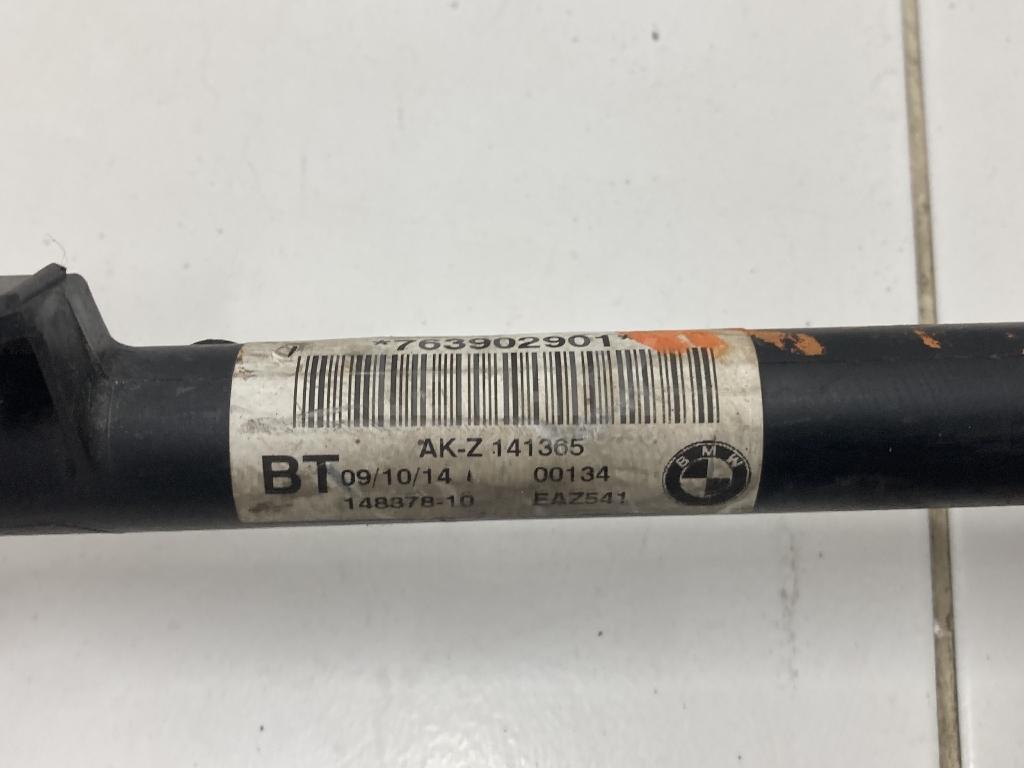 *763902901*
AK-Z 141365
BT 09/10/14 00134
148378-10 EAZ541
BMW